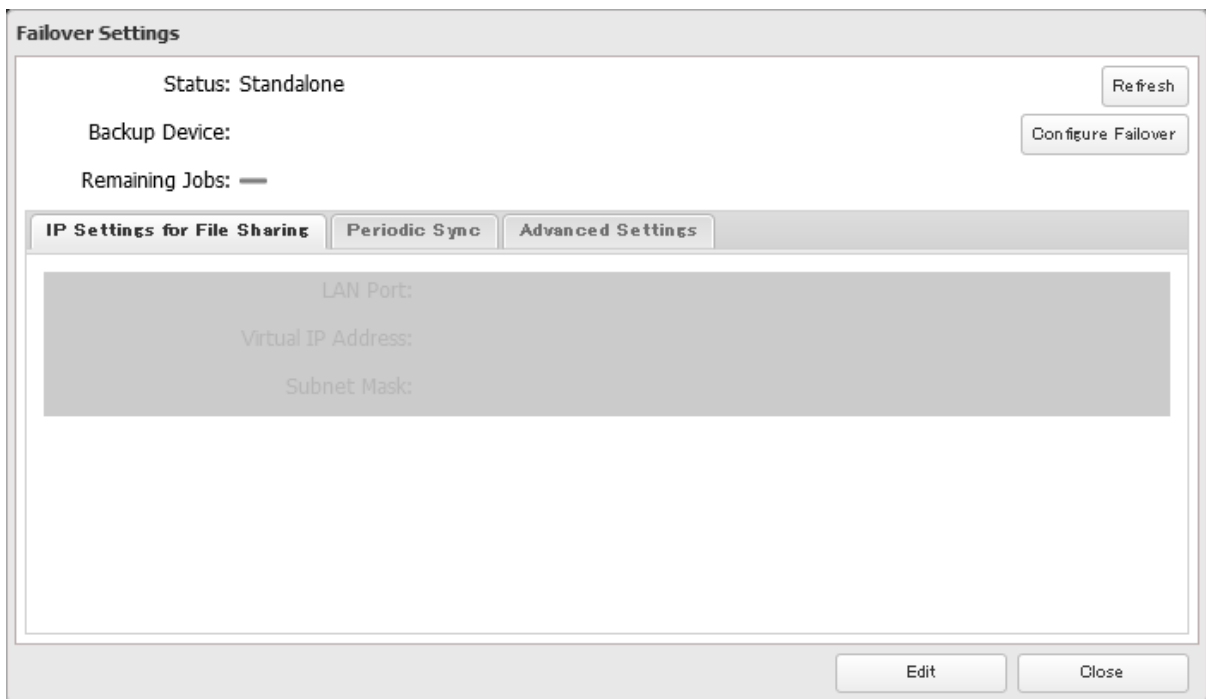 Failover Settings
Status: Standalone
Refresh
Backup Device:
Configure Failover
Remaining Jobs:
IP Settings for File Sharing Periodic Sync Advanced Settings
LAN Port:
Virtual IP Address:
Subnet Mask:
Edit Close